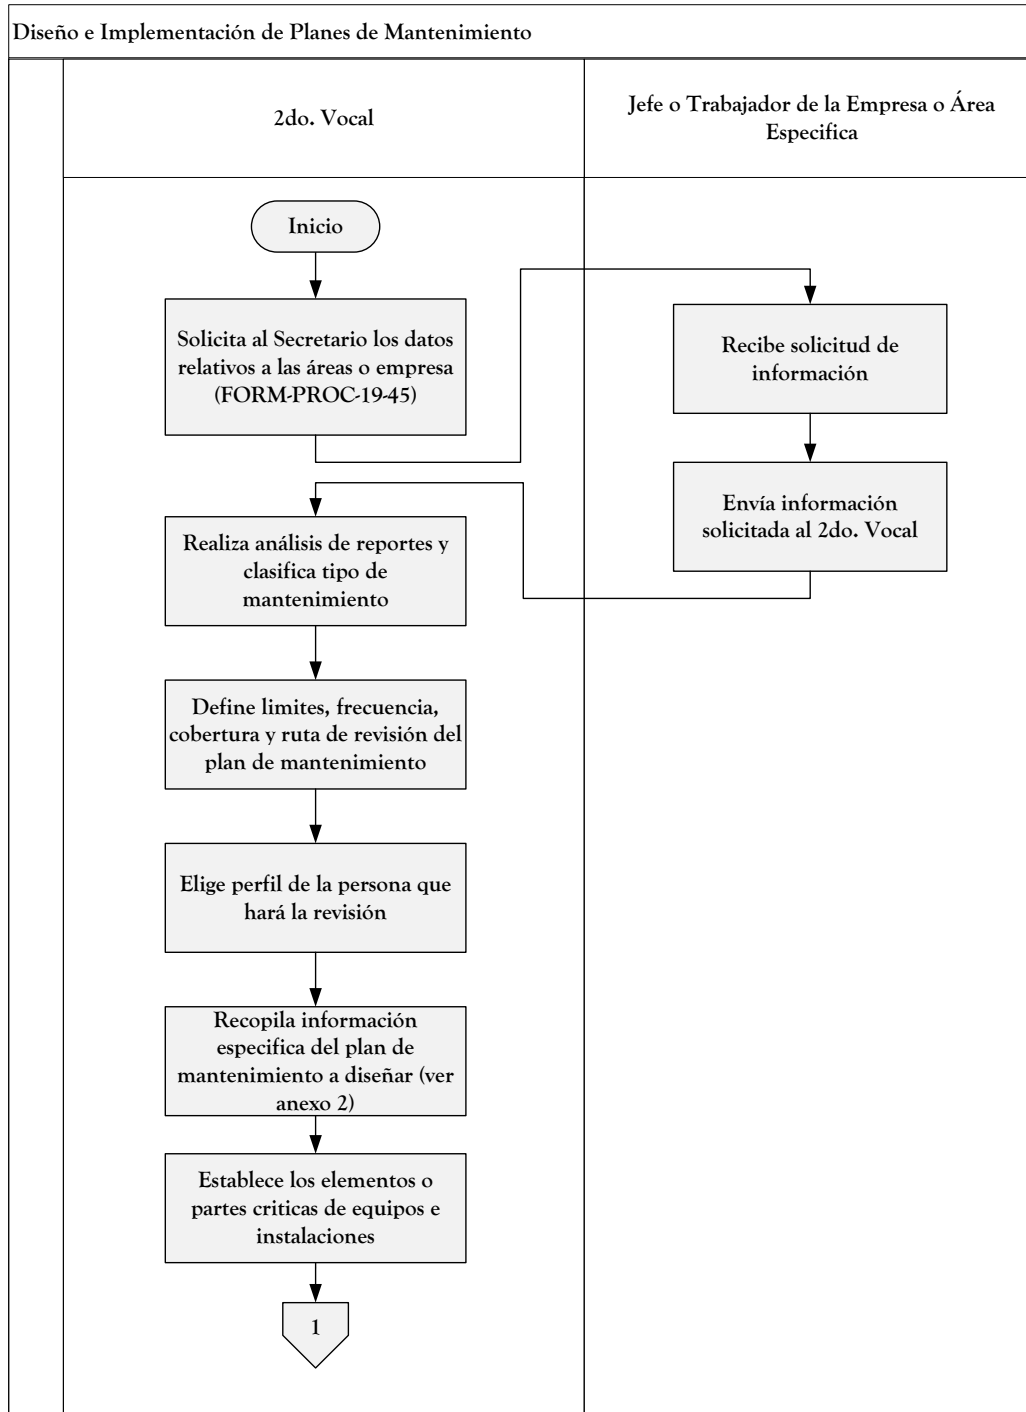 Diseño e Implementación de Planes de Mantenimiento
2do. Vocal
Jefe o Trabajador de la Empresa o Área
Especifica
Inicio
Solicita al Secretario los datos
relativos a las áreas o empresa
(FORM-PROC-19-45)
Recibe solicitud de
información
Envía información
solicitada al 2do. Vocal
Realiza análisis de reportes y
clasifica tipo de
mantenimiento
Define limites, frecuencia,
cobertura y ruta de revisión del
plan de mantenimiento
Elige perfil de la persona que
hará la revisión
Recopila información
especifica del plan de
mantenimiento a diseñar (ver
anexo 2)
Establece los elementos o
partes criticas de equipos e
instalaciones
1